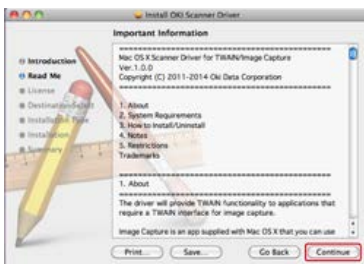 Install OKI Scanner Driver
Important Information
Introduction
Read Me
License
Destination Select
Installation Type
Installation
Summary
==================================================
Mac OS X Scanner Driver for TWAIN/Image Capture
Ver.1.0.0
Copyright (C) 2011-2014 Oki Data Corporation
==================================================
1. About
2. System Requirements
3. How to Install/Uninstall
4. Notes
5. Restrictions
Trademarks
==================================================
1. About
==================================================
The driver will provide TWAIN functionality to applications that
require a TWAIN interface for image capture.
Image Capture is an app supplied with Mac OS X that you can use
Print...
Save...
Go Back
Continue